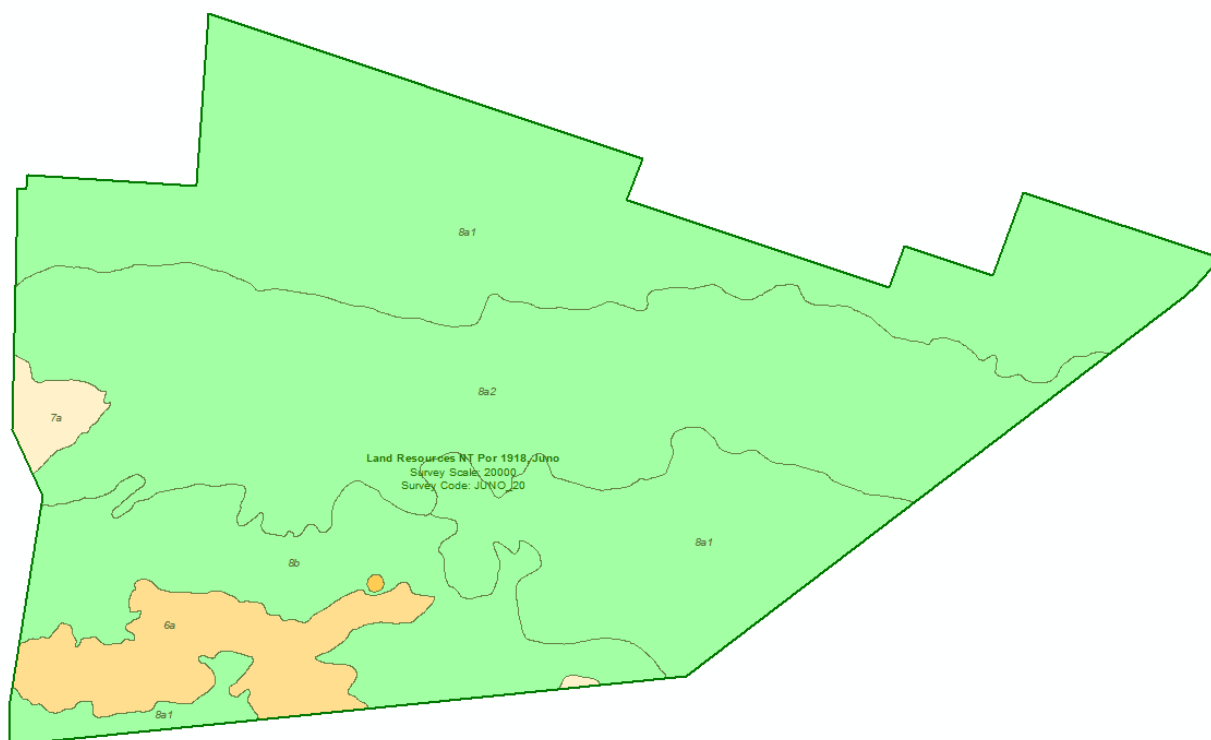 8a1
8a2
7a
Land Resources NT Por 1918, Juno
Survey Scale: 20000
Survey Code: JUNO_20
8a1
8b
6a
8a1